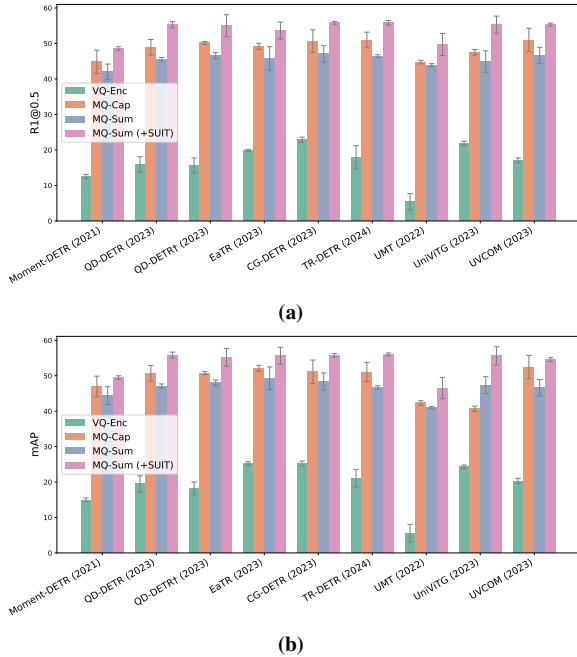 60
50
40
30
20
10
0
R1@0.5
VQ-Enc
MQ-Cap
MQ-Sum
MQ-Sum (+SUIT)
Moment-DETR (2021)
QD-DETR (2023)
QD-DETR† (2023)
EaTR (2023)
CG-DETR (2023)
TR-DETR (2024)
UMT (2022)
UniVTG (2023)
UVCOM (2023)
(a)
60
50
40
30
20
10
0
mAP
VQ-Enc
MQ-Cap
MQ-Sum
MQ-Sum (+SUIT)
Moment-DETR (2021)
QD-DETR (2023)
QD-DETR† (2023)
EaTR (2023)
CG-DETR (2023)
TR-DETR (2024)
UMT (2022)
UniVTG (2023)
UVCOM (2023)
(b)